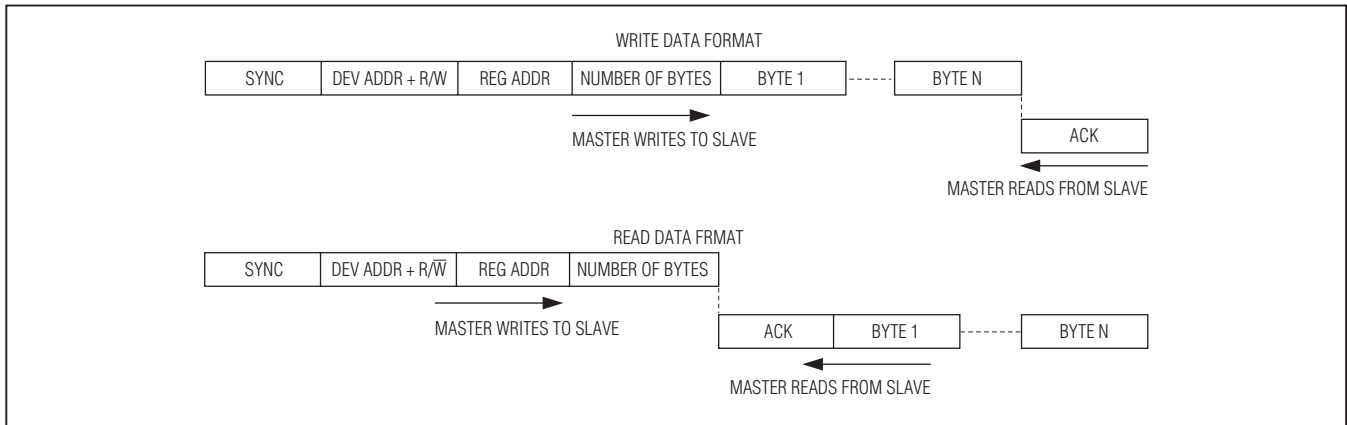 WRITE DATA FORMAT
SYNC DEV ADDR + R/W REG ADDR NUMBER OF BYTES BYTE 1 BYTE N
MASTER WRITES TO SLAVE
ACK
MASTER READS FROM SLAVE
READ DATA FRMAT
SYNC DEV ADDR + R/W̅ REG ADDR NUMBER OF BYTES
MASTER WRITES TO SLAVE
ACK BYTE 1 BYTE N
MASTER READS FROM SLAVE